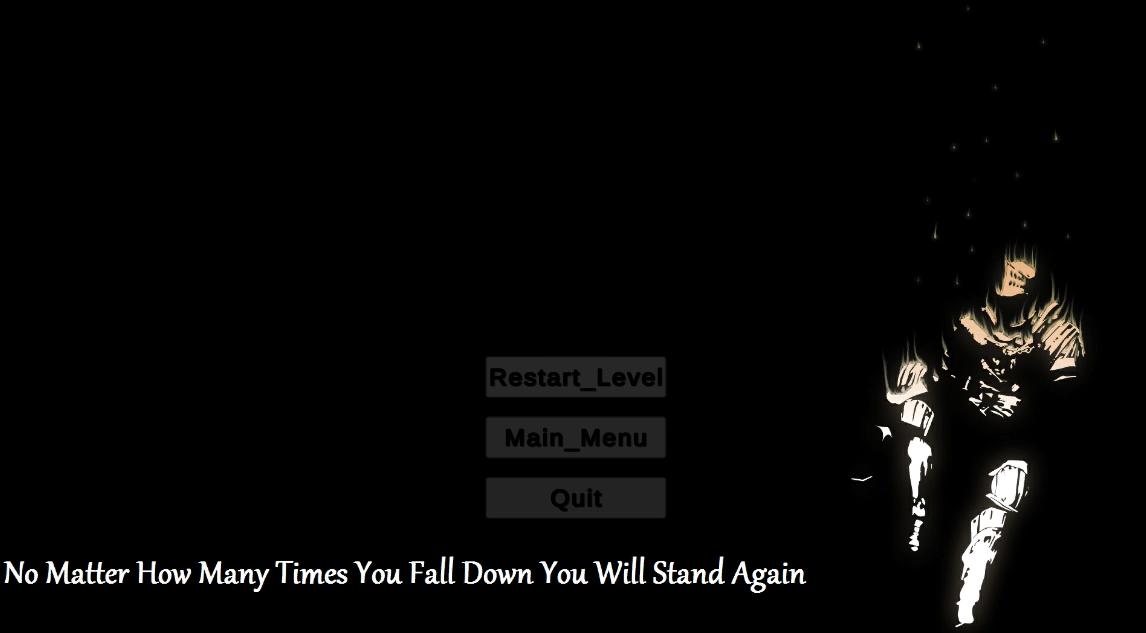 Restart_Level
Main_Menu
Quit
No Matter How Many Times You Fall Down You Will Stand Again